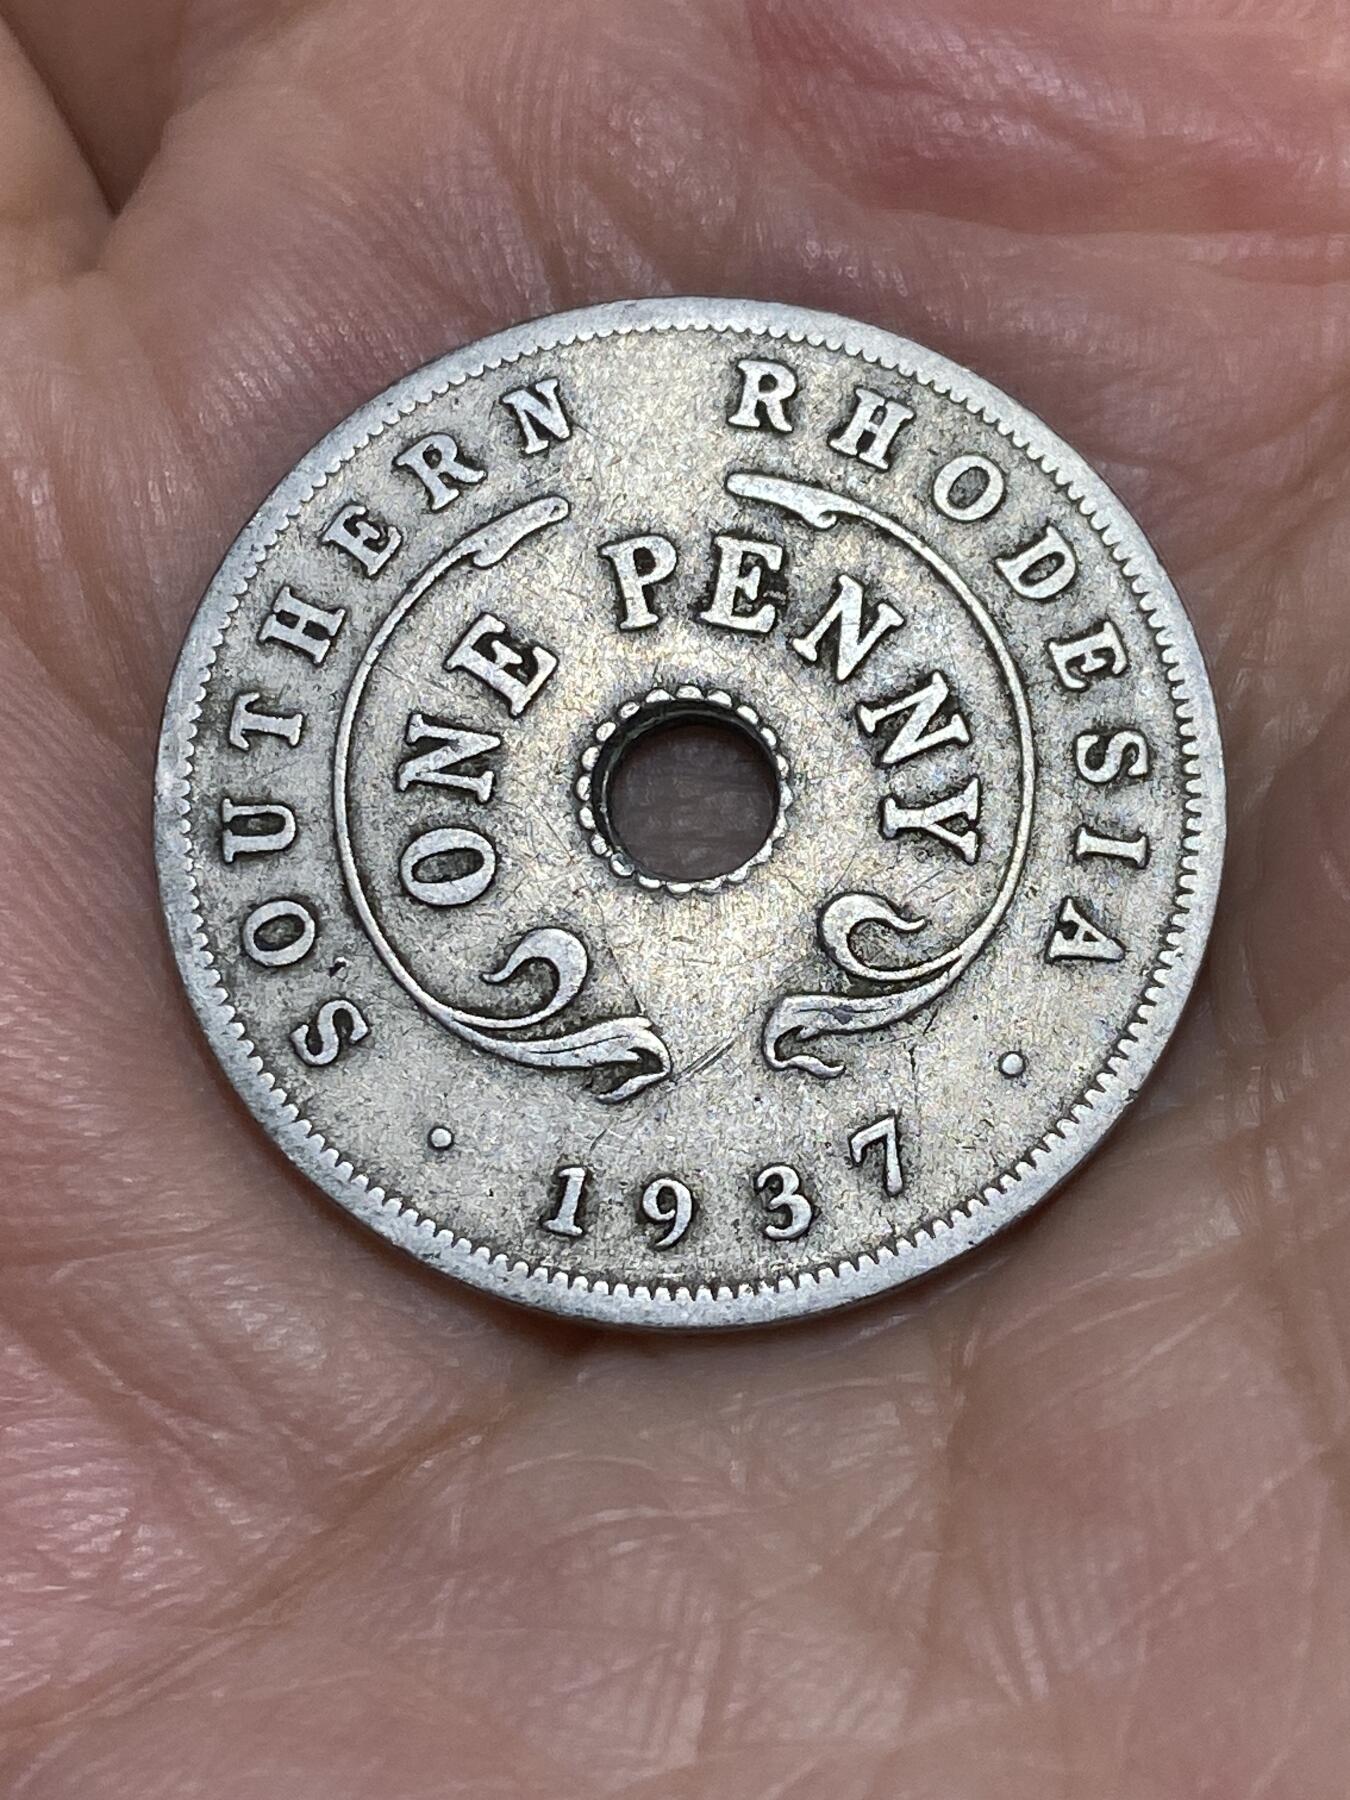 SOUTHERN RHODESIA
ONE PENNY
· 1937 ·